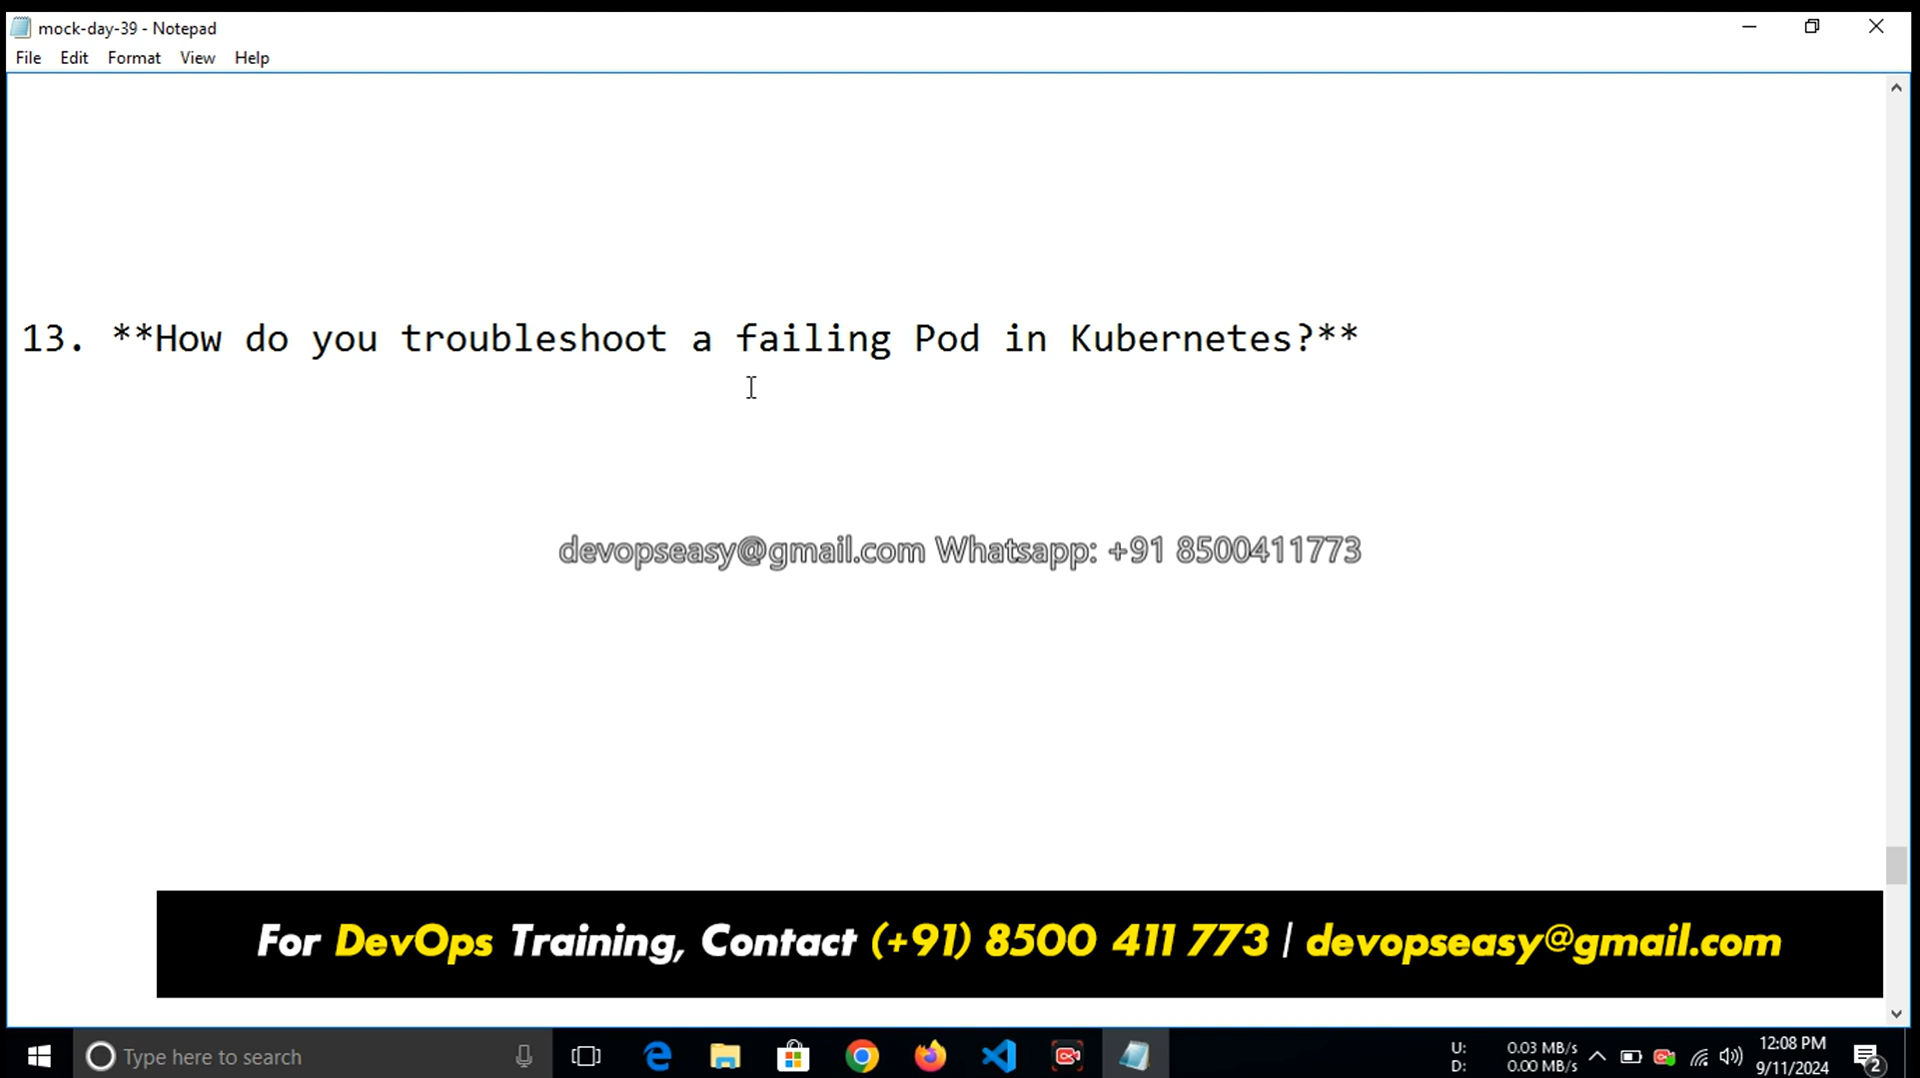 mock-day-39 - Notepad
File Edit Format View Help
13. **How do you troubleshoot a failing Pod in Kubernetes?**
devopseasy@gmail.com Whatsapp: +91 8500411773
For DevOps Training, Contact (+91) 8500 411 773 | devopseasy@gmail.com
Type here to search
U: 0.03 MB/s
D: 0.00 MB/s
12:08 PM
9/11/2024
2